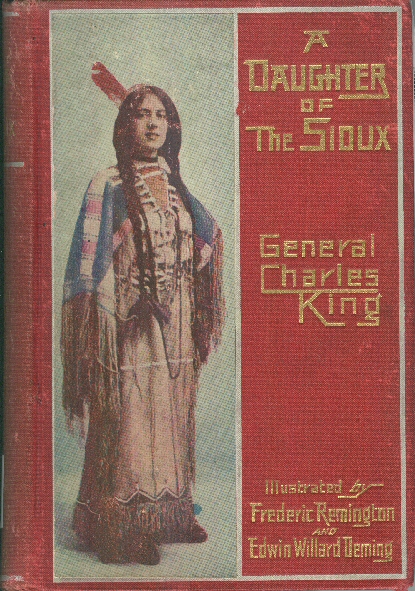 A
DAUGHTER
OF
The SIOUX
General
Charles
King
Illustrated by
Frederic Remington
AND
Edwin Willard Deming